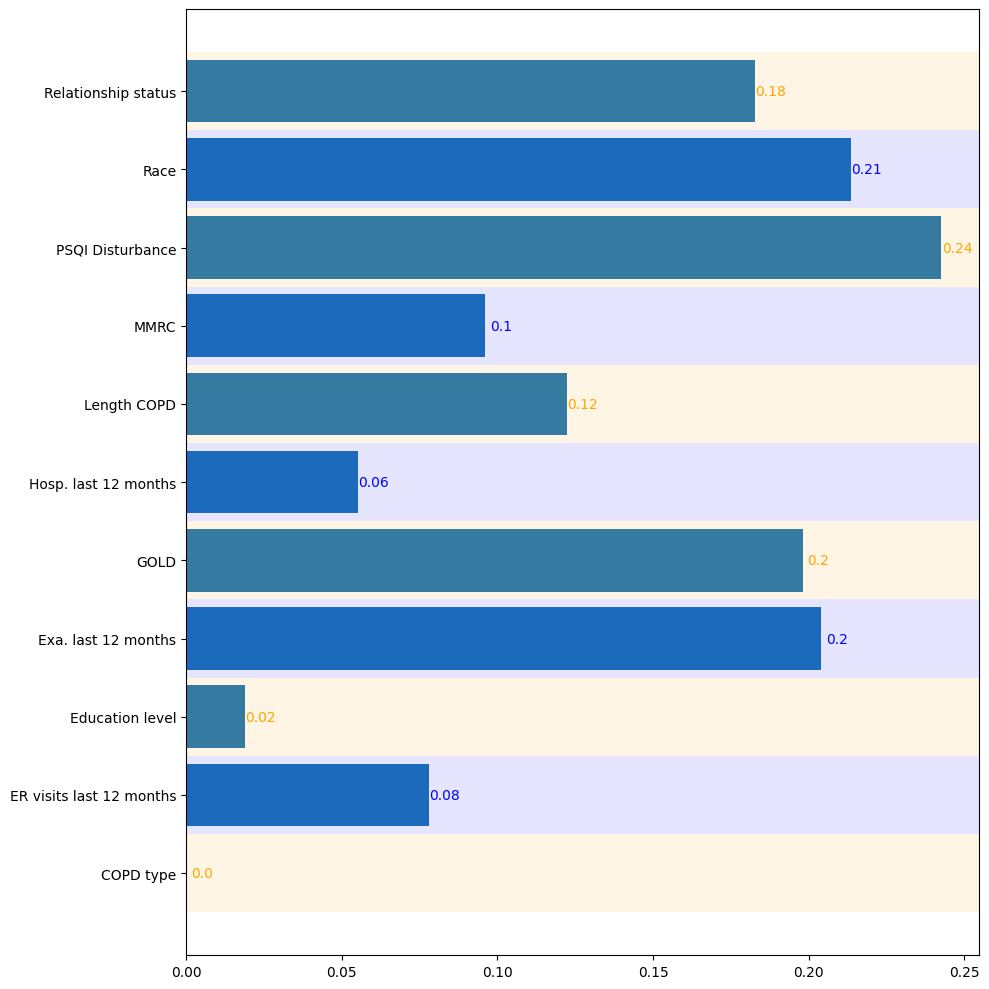 Relationship status 0.18
Race 0.21
PSQI Disturbance 0.24
MMRC 0.1
Length COPD 0.12
Hosp. last 12 months 0.06
GOLD 0.2
Exa. last 12 months 0.2
Education level 0.02
ER visits last 12 months 0.08
COPD type 0.0
0.00 0.05 0.10 0.15 0.20 0.25